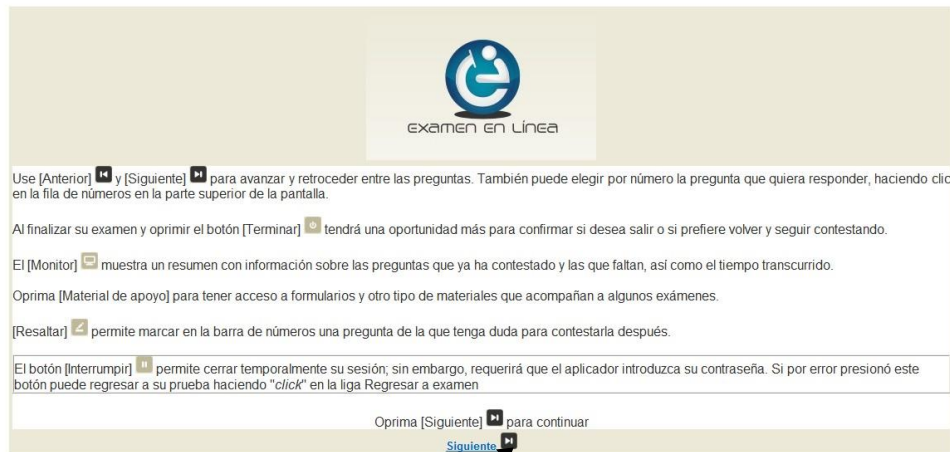 examen en línea
Use [Anterior] y [Siguiente] para avanzar y retroceder entre las preguntas. También puede elegir por número la pregunta que quiera responder, haciendo clic
en la fila de números en la parte superior de la pantalla.
Al finalizar su examen y oprimir el botón [Terminar] tendrá una oportunidad más para confirmar si desea salir o si prefiere volver y seguir contestando.
El [Monitor] muestra un resumen con información sobre las preguntas que ya ha contestado y las que faltan, así como el tiempo transcurrido.
Oprima [Material de apoyo] para tener acceso a formularios y otro tipo de materiales que acompañan a algunos exámenes.
[Resaltar] permite marcar en la barra de números una pregunta de la que tenga duda para contestarla después.
El botón [Interrumpir] permite cerrar temporalmente su sesión; sin embargo, requerirá que el aplicador introduzca su contraseña. Si por error presionó este
botón puede regresar a su prueba haciendo "click" en la liga Regresar a examen
Oprima [Siguiente] para continuar
Siguiente